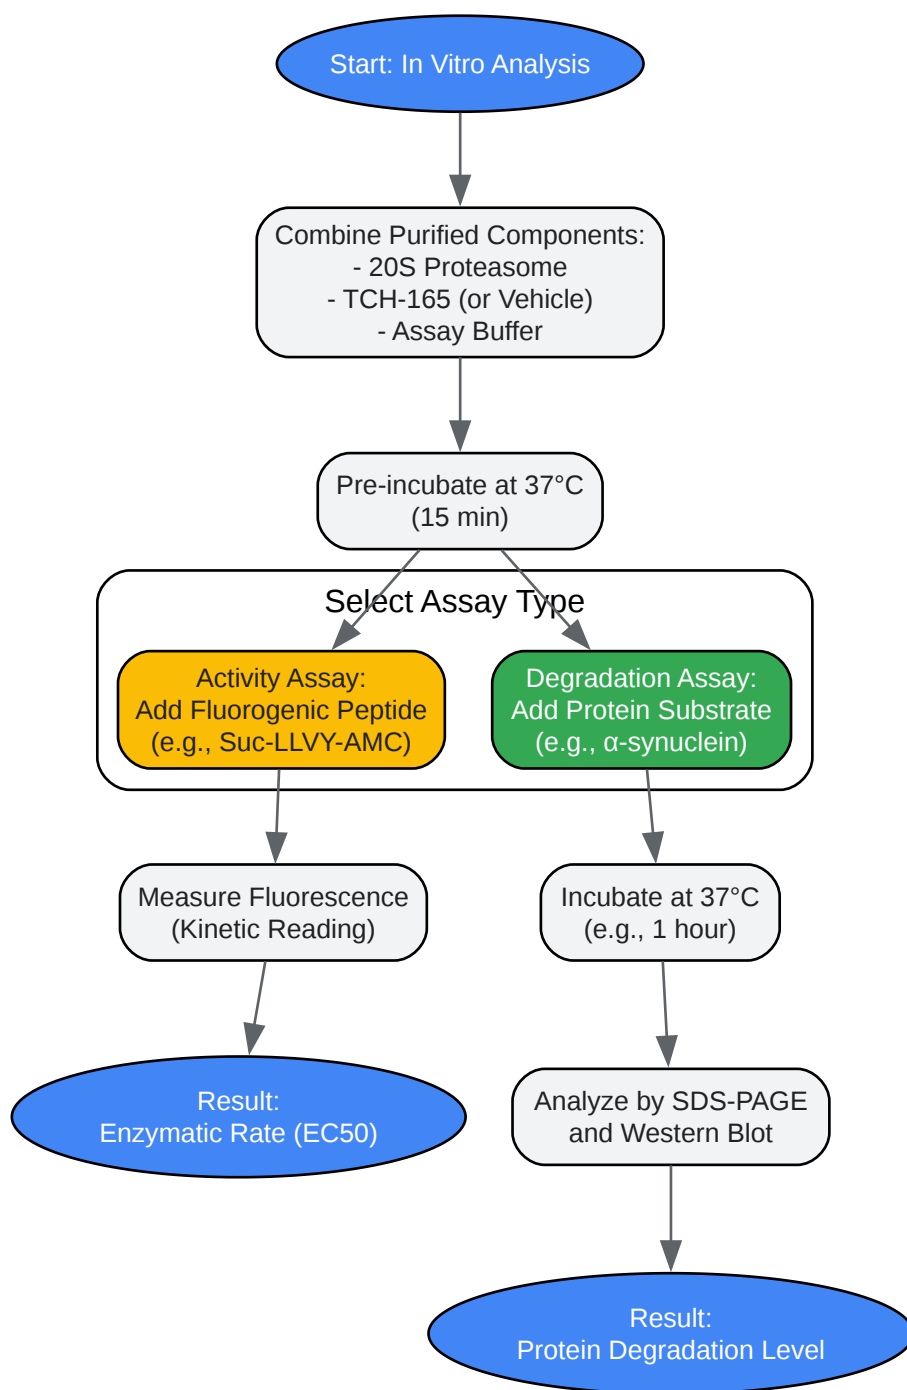 Start: In Vitro Analysis
Combine Purified Components:
- 20S Proteasome
- TCH-165 (or Vehicle)
- Assay Buffer
Pre-incubate at 37°C
(15 min)
Select Assay Type
Activity Assay:
Add Fluorogenic Peptide
(e.g., Suc-LLVY-AMC)
Degradation Assay:
Add Protein Substrate
(e.g., α-synuclein)
Measure Fluorescence
(Kinetic Reading)
Incubate at 37°C
(e.g., 1 hour)
Result:
Enzymatic Rate (EC50)
Analyze by SDS-PAGE
and Western Blot
Result:
Protein Degradation Level